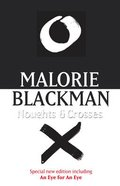 MALORIE
BLACKMAN
Noughts & Crosses
Special new edition including
An Eye for An Eye